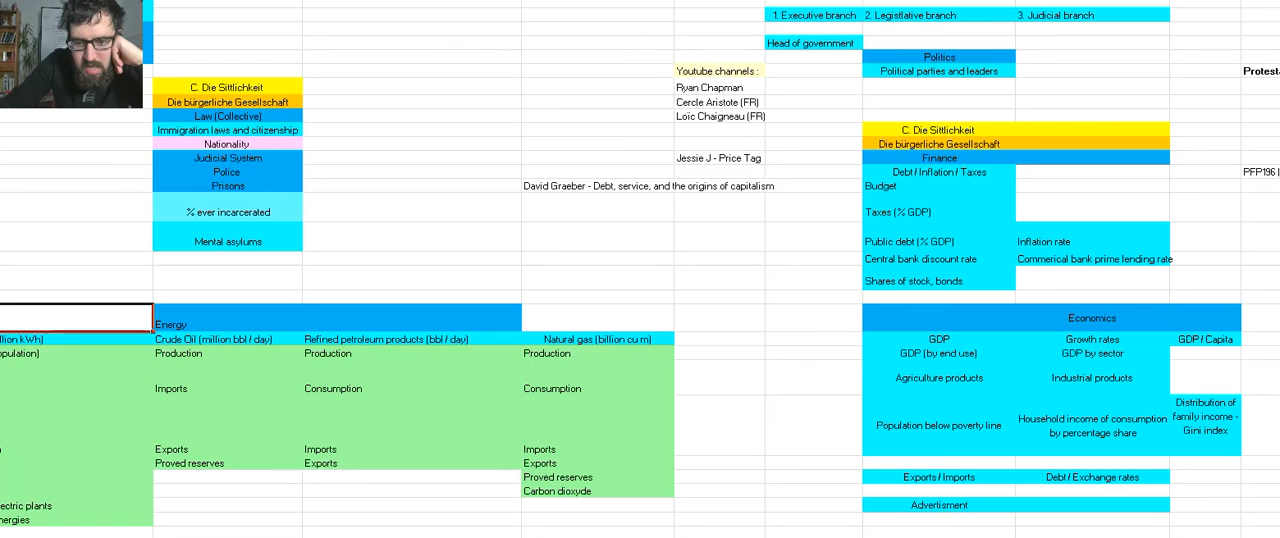 1. Executive branch 2. Legistlative branch 3. Judicial branch
Head of government
Politics
Youtube channels : Political parties and leaders
C. Die Sittlichkeit Ryan Chapman
Die bürgerliche Gesellschaft Cercle Aristote (FR)
Law (Collective) Loïc Chaigneau (FR)
Immigration laws and citizenship C. Die Sittlichkeit
Nationality Die bürgerliche Gesellschaft
Judicial System Jessie J - Price Tag Finance
Police Debt / Inflation / Taxes PFP196
Prisons David Graeber - Debt, service, and the origins of capitalism Budget
% ever incarcerated Taxes (% GDP)
Mental asylums Public debt (% GDP) Inflation rate
Central bank discount rate Commerical bank prime lending rate
Shares of stock, bonds
Energy Economics
kWh) Crude Oil (million bbl / day) Refined petroleum products (bbl / day) Natural gas (billion cu m) GDP Growth rates GDP / Capita
Production Production Production GDP (by end use) GDP by sector
Agriculture products Industrial products
Imports Consumption Consumption
Distribution of
family income -
Gini index
Population below poverty line Household income of consumption
by percentage share
Exports Imports Imports
Proved reserves Exports Exports
Proved reserves Exports / Imports Debt / Exchange rates
Carbon dioxyde
plants Advertisment